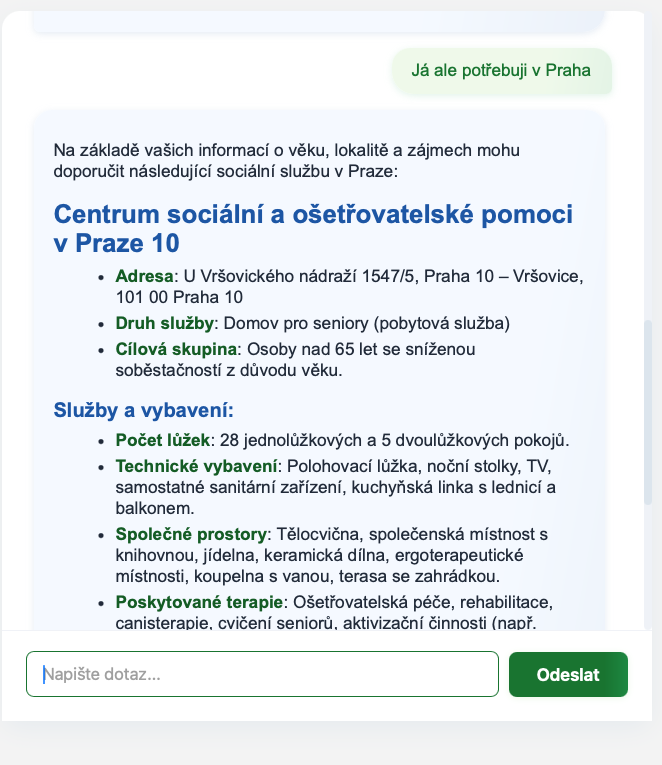 Já ale potřebuji v Praha
Na základě vašich informací o věku, lokalitě a zájmech mohu
doporučit následující sociální službu v Praze:
Centrum sociální a ošetřovatelské pomoci
v Praze 10
• Adresa: U Vršovického nádraží 1547/5, Praha 10 – Vršovice,
101 00 Praha 10
• Druh služby: Domov pro seniory (pobytová služba)
• Cílová skupina: Osoby nad 65 let se sníženou
soběstačností z důvodu věku.
Služby a vybavení:
• Počet lůžek: 28 jednolůžkových a 5 dvoulůžkových pokojů.
• Technické vybavení: Polohovací lůžka, noční stolky, TV,
samostatné sanitární zařízení, kuchyňská linka s lednicí a
balkonem.
• Společné prostory: Tělocvična, společenská místnost s
knihovnou, jídelna, keramická dílna, ergoterapeutické
místnosti, koupelna s vanou, terasa se zahrádkou.
• Poskytované terapie: Ošetřovatelská péče, rehabilitace,
canisterapie, cvičení seniorů, aktivizační činnosti (např.
Napište dotaz...
Odeslat